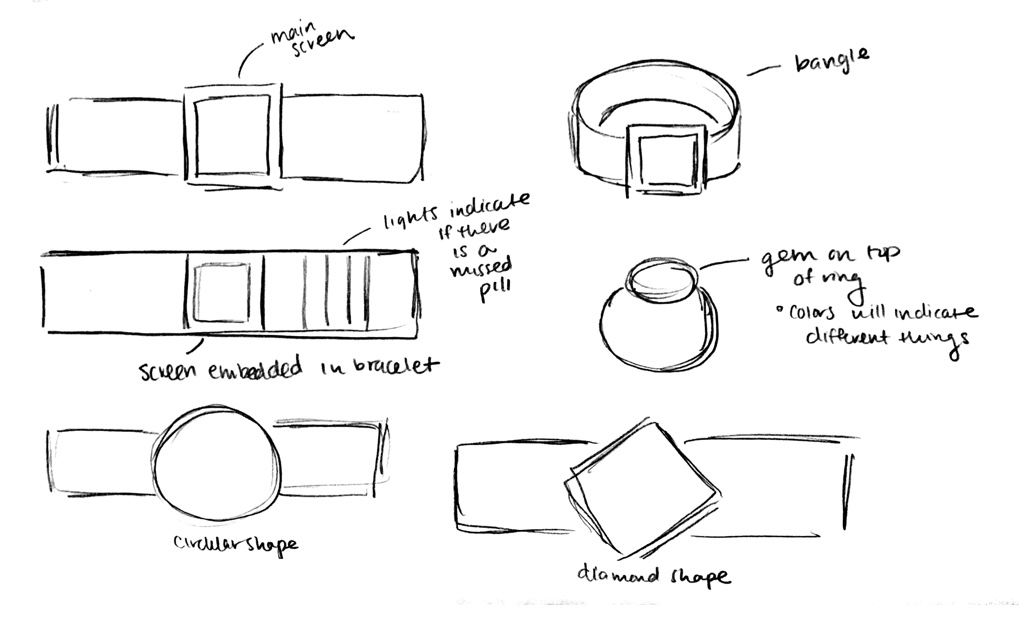 main
screen
bangle
lights indicate
if there
is a
missed
pill
gem on top
of ring
• Colors will indicate
different things
screen embedded in bracelet
circular shape
diamond shape